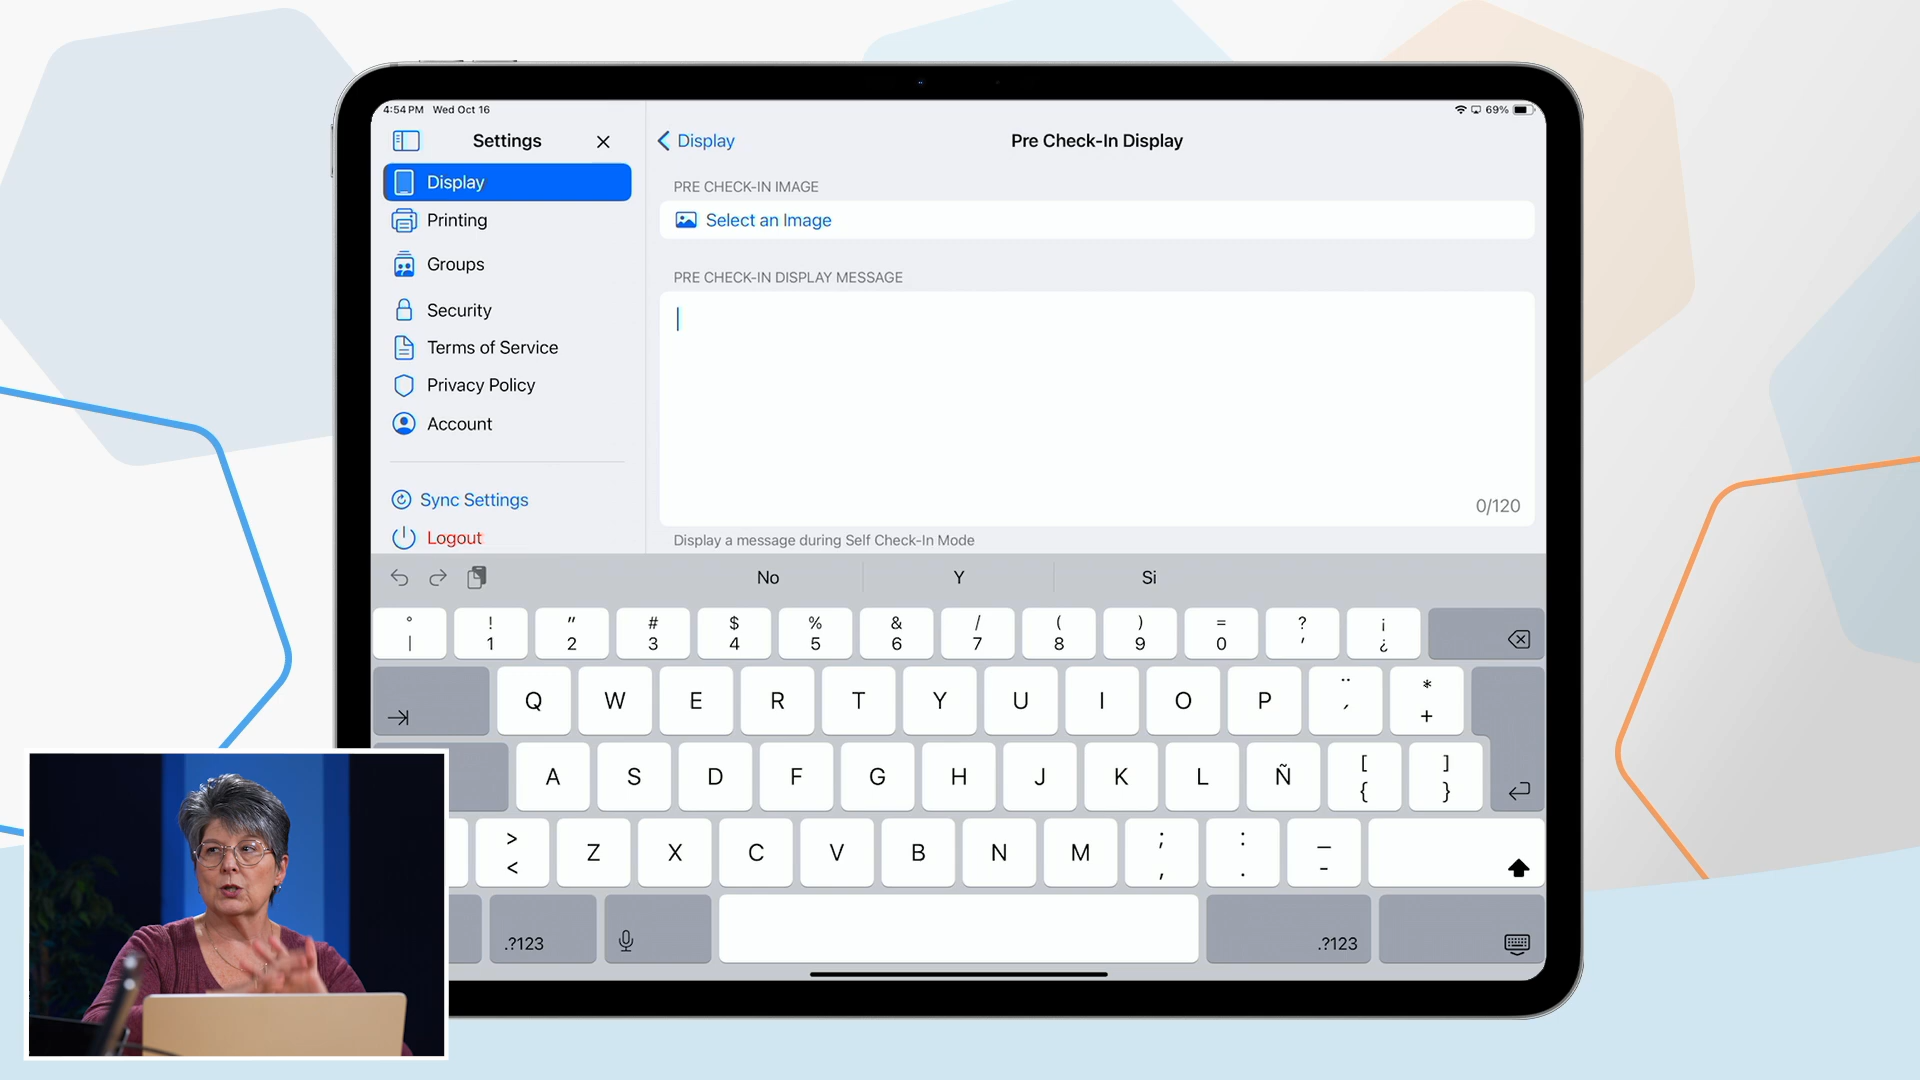 4:54 PM Wed Oct 16
69%
Settings
Display
Printing
Groups
Security
Terms of Service
Privacy Policy
Account
Sync Settings
Logout
Display
Pre Check-In Display
PRE CHECK-IN IMAGE
Select an Image
PRE CHECK-IN DISPLAY MESSAGE
0/120
Display a message during Self Check-In Mode
No Y Si
° ! " # $ % & / ( ) = ? ¡
| 1 2 3 4 5 6 7 8 9 0 ' ¿
Q W E R T Y U I O P ¨ ´ * +
A S D F G H J K L Ñ [ { ] }
> < Z X C V B N M ; , : . _ -
.?123 .?123